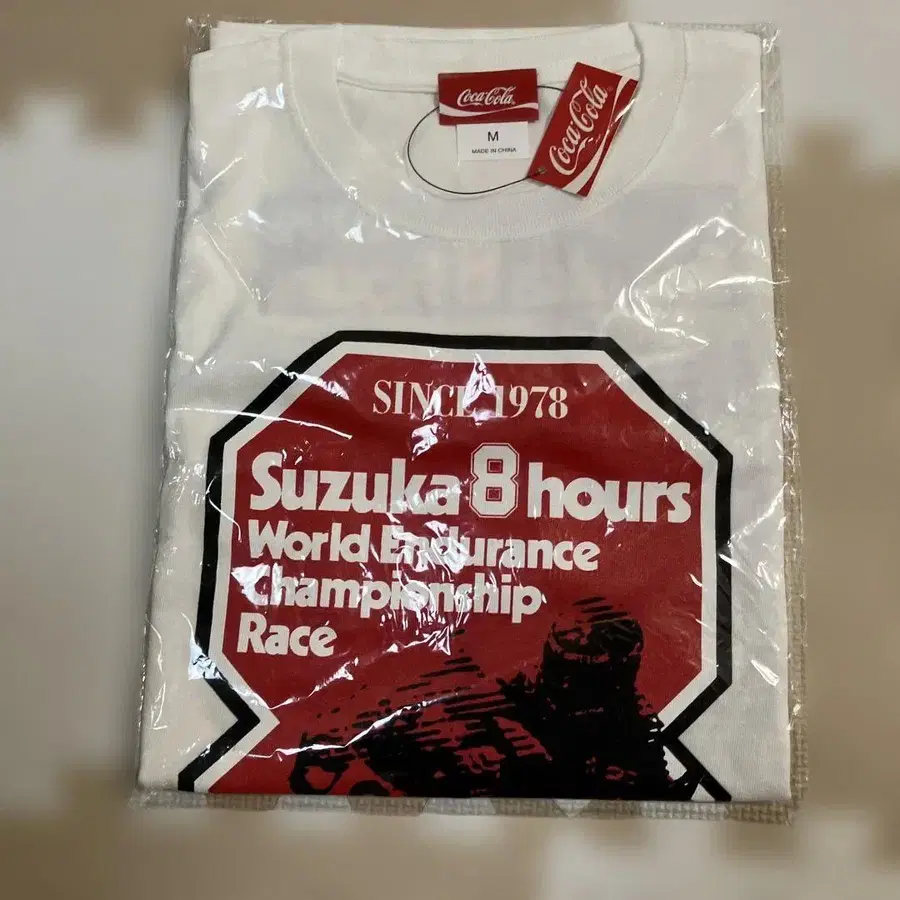 Coca-Cola
M
MADE IN CHINA
Coca-Cola
SINCE 1978
Suzuka 8 hours
World Endurance
Championship
Race